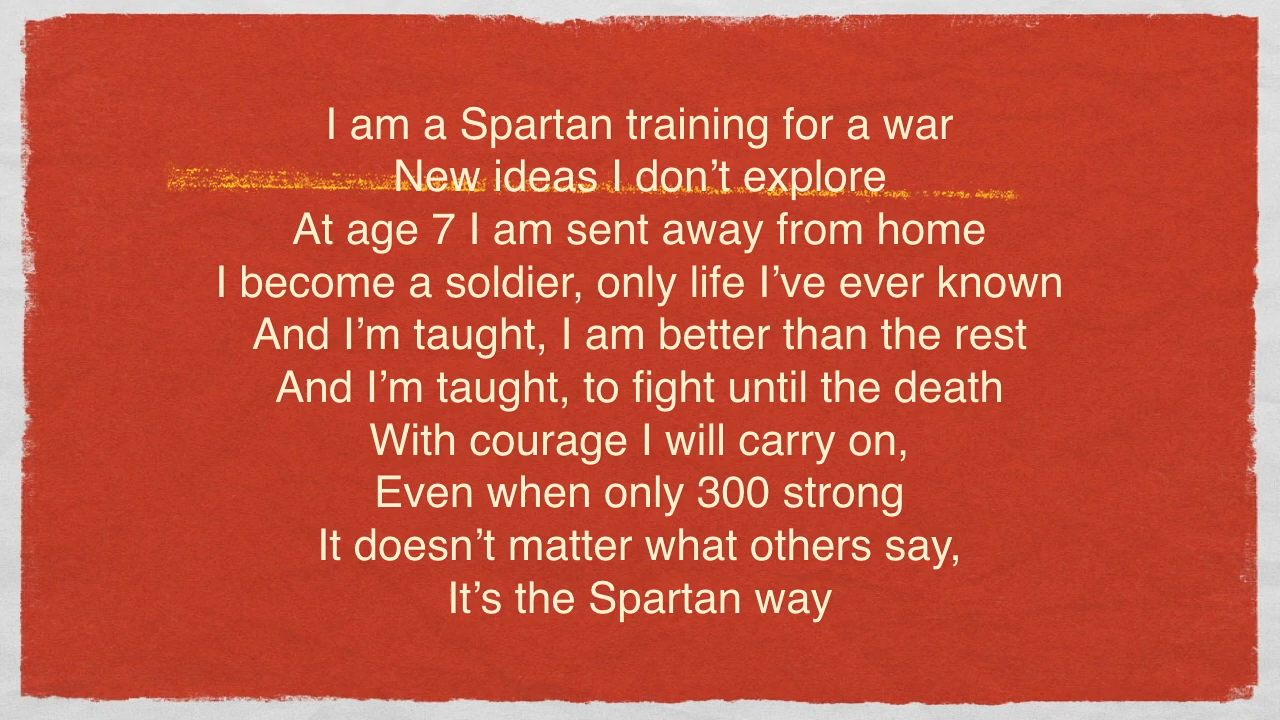 I am a Spartan training for a war
New ideas I don’t explore
At age 7 I am sent away from home
I become a soldier, only life I’ve ever known
And I’m taught, I am better than the rest
And I’m taught, to fight until the death
With courage I will carry on,
Even when only 300 strong
It doesn’t matter what others say,
It’s the Spartan way